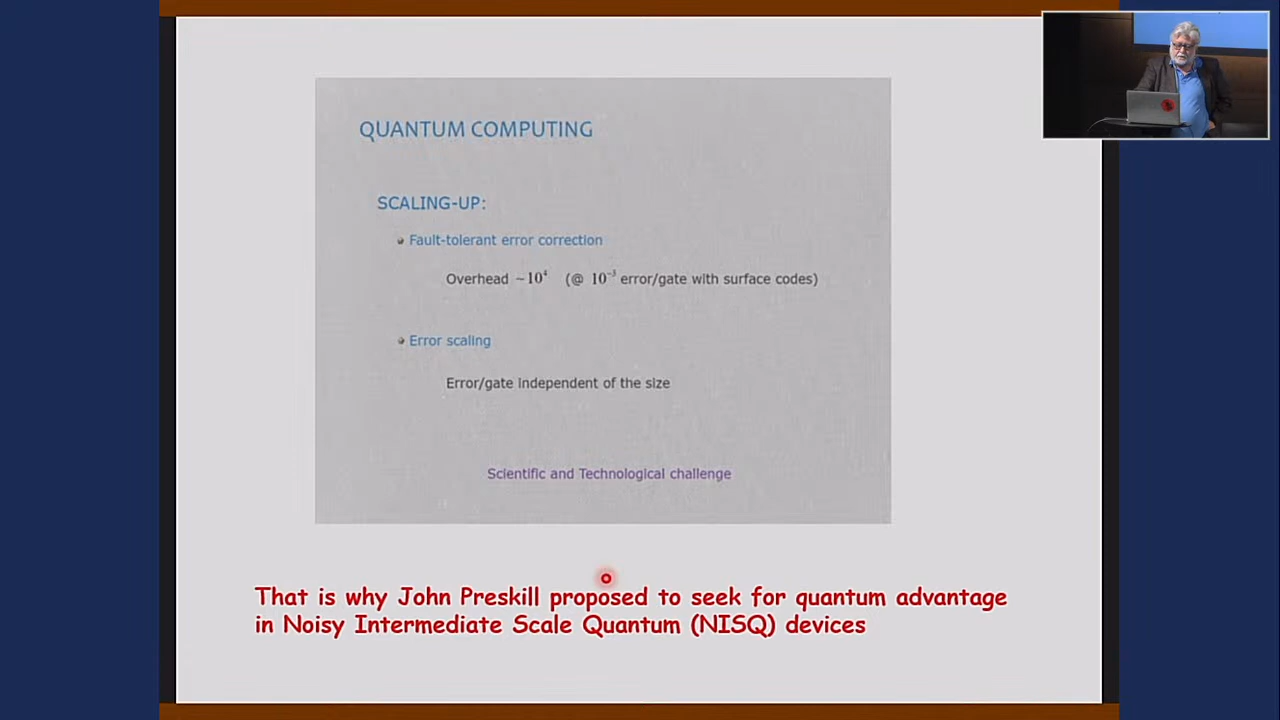 QUANTUM COMPUTING
SCALING-UP:
Fault-tolerant error correction
Overhead ~10⁴ (@ 10⁻³ error/gate with surface codes)
Error scaling
Error/gate independent of the size
Scientific and Technological challenge
That is why John Preskill proposed to seek for quantum advantage
in Noisy Intermediate Scale Quantum (NISQ) devices